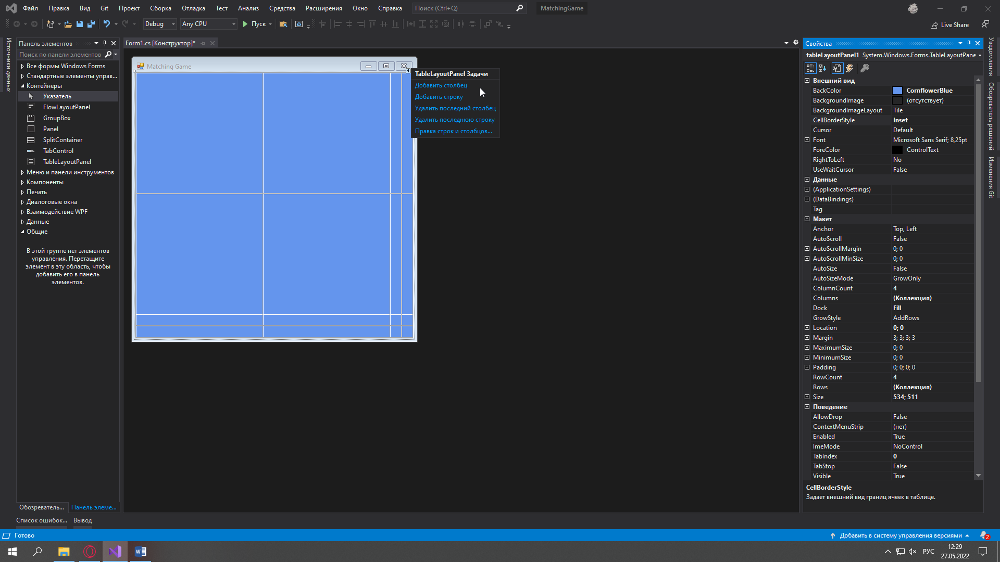 Файл Правка Вид Git Проект Сборка Отладка Тест Анализ Средства Расширения Окно Справка Поиск (Ctrl+Q) MatchingGame
Debug Any CPU Пуск Live Share
Источники данных
Панель элементов
Поиск по панели элементов
Все формы Windows Forms
Стандартные элементы управ...
Контейнеры
Указатель
FlowLayoutPanel
GroupBox
Panel
SplitContainer
TabControl
TableLayoutPanel
Меню и панели инструментов
Компоненты
Печать
Диалоговые окна
Взаимодействие WPF
Данные
Общие
В этой группе нет элементов
управления. Перетащите
элемент в эту область, чтобы
добавить его в панель
элементов.
Обозреватель... Панель элеме...
Список ошибок... Вывод
Form1.cs [Конструктор]*
Matching Game
TableLayoutPanel Задачи
Добавить столбец
Добавить строку
Удалить последний столбец
Удалить последнюю строку
Правка строк и столбцов...
Свойства
tableLayoutPanel1 System.Windows.Forms.TableLayoutPane
Внешний вид
BackColor CornflowerBlue
BackgroundImage (отсутствует)
BackgroundImageLayout Tile
CellBorderStyle Inset
Cursor Default
Font Microsoft Sans Serif; 8,25pt
ForeColor ControlText
RightToLeft No
UseWaitCursor False
Данные
(ApplicationSettings)
(DataBindings)
Tag
Макет
Anchor Top, Left
AutoScroll False
AutoScrollMargin 0; 0
AutoScrollMinSize 0; 0
AutoSize False
AutoSizeMode GrowOnly
ColumnCount 4
Columns (Коллекция)
Dock Fill
GrowStyle AddRows
Location 0; 0
Margin 3; 3; 3; 3
MaximumSize 0; 0
MinimumSize 0; 0
Padding 0; 0; 0; 0
RowCount 4
Rows (Коллекция)
Size 534; 511
Поведение
AllowDrop False
ContextMenuStrip (нет)
Enabled True
ImeMode NoControl
TabIndex 0
TabStop False
Visible True
CellBorderStyle
Задает внешний вид границ ячеек в таблице.
Уведомления
Обозреватель решений
Изменения Git
Готово Добавить в систему управления версиями 2
РУС 12:29
27.05.2022